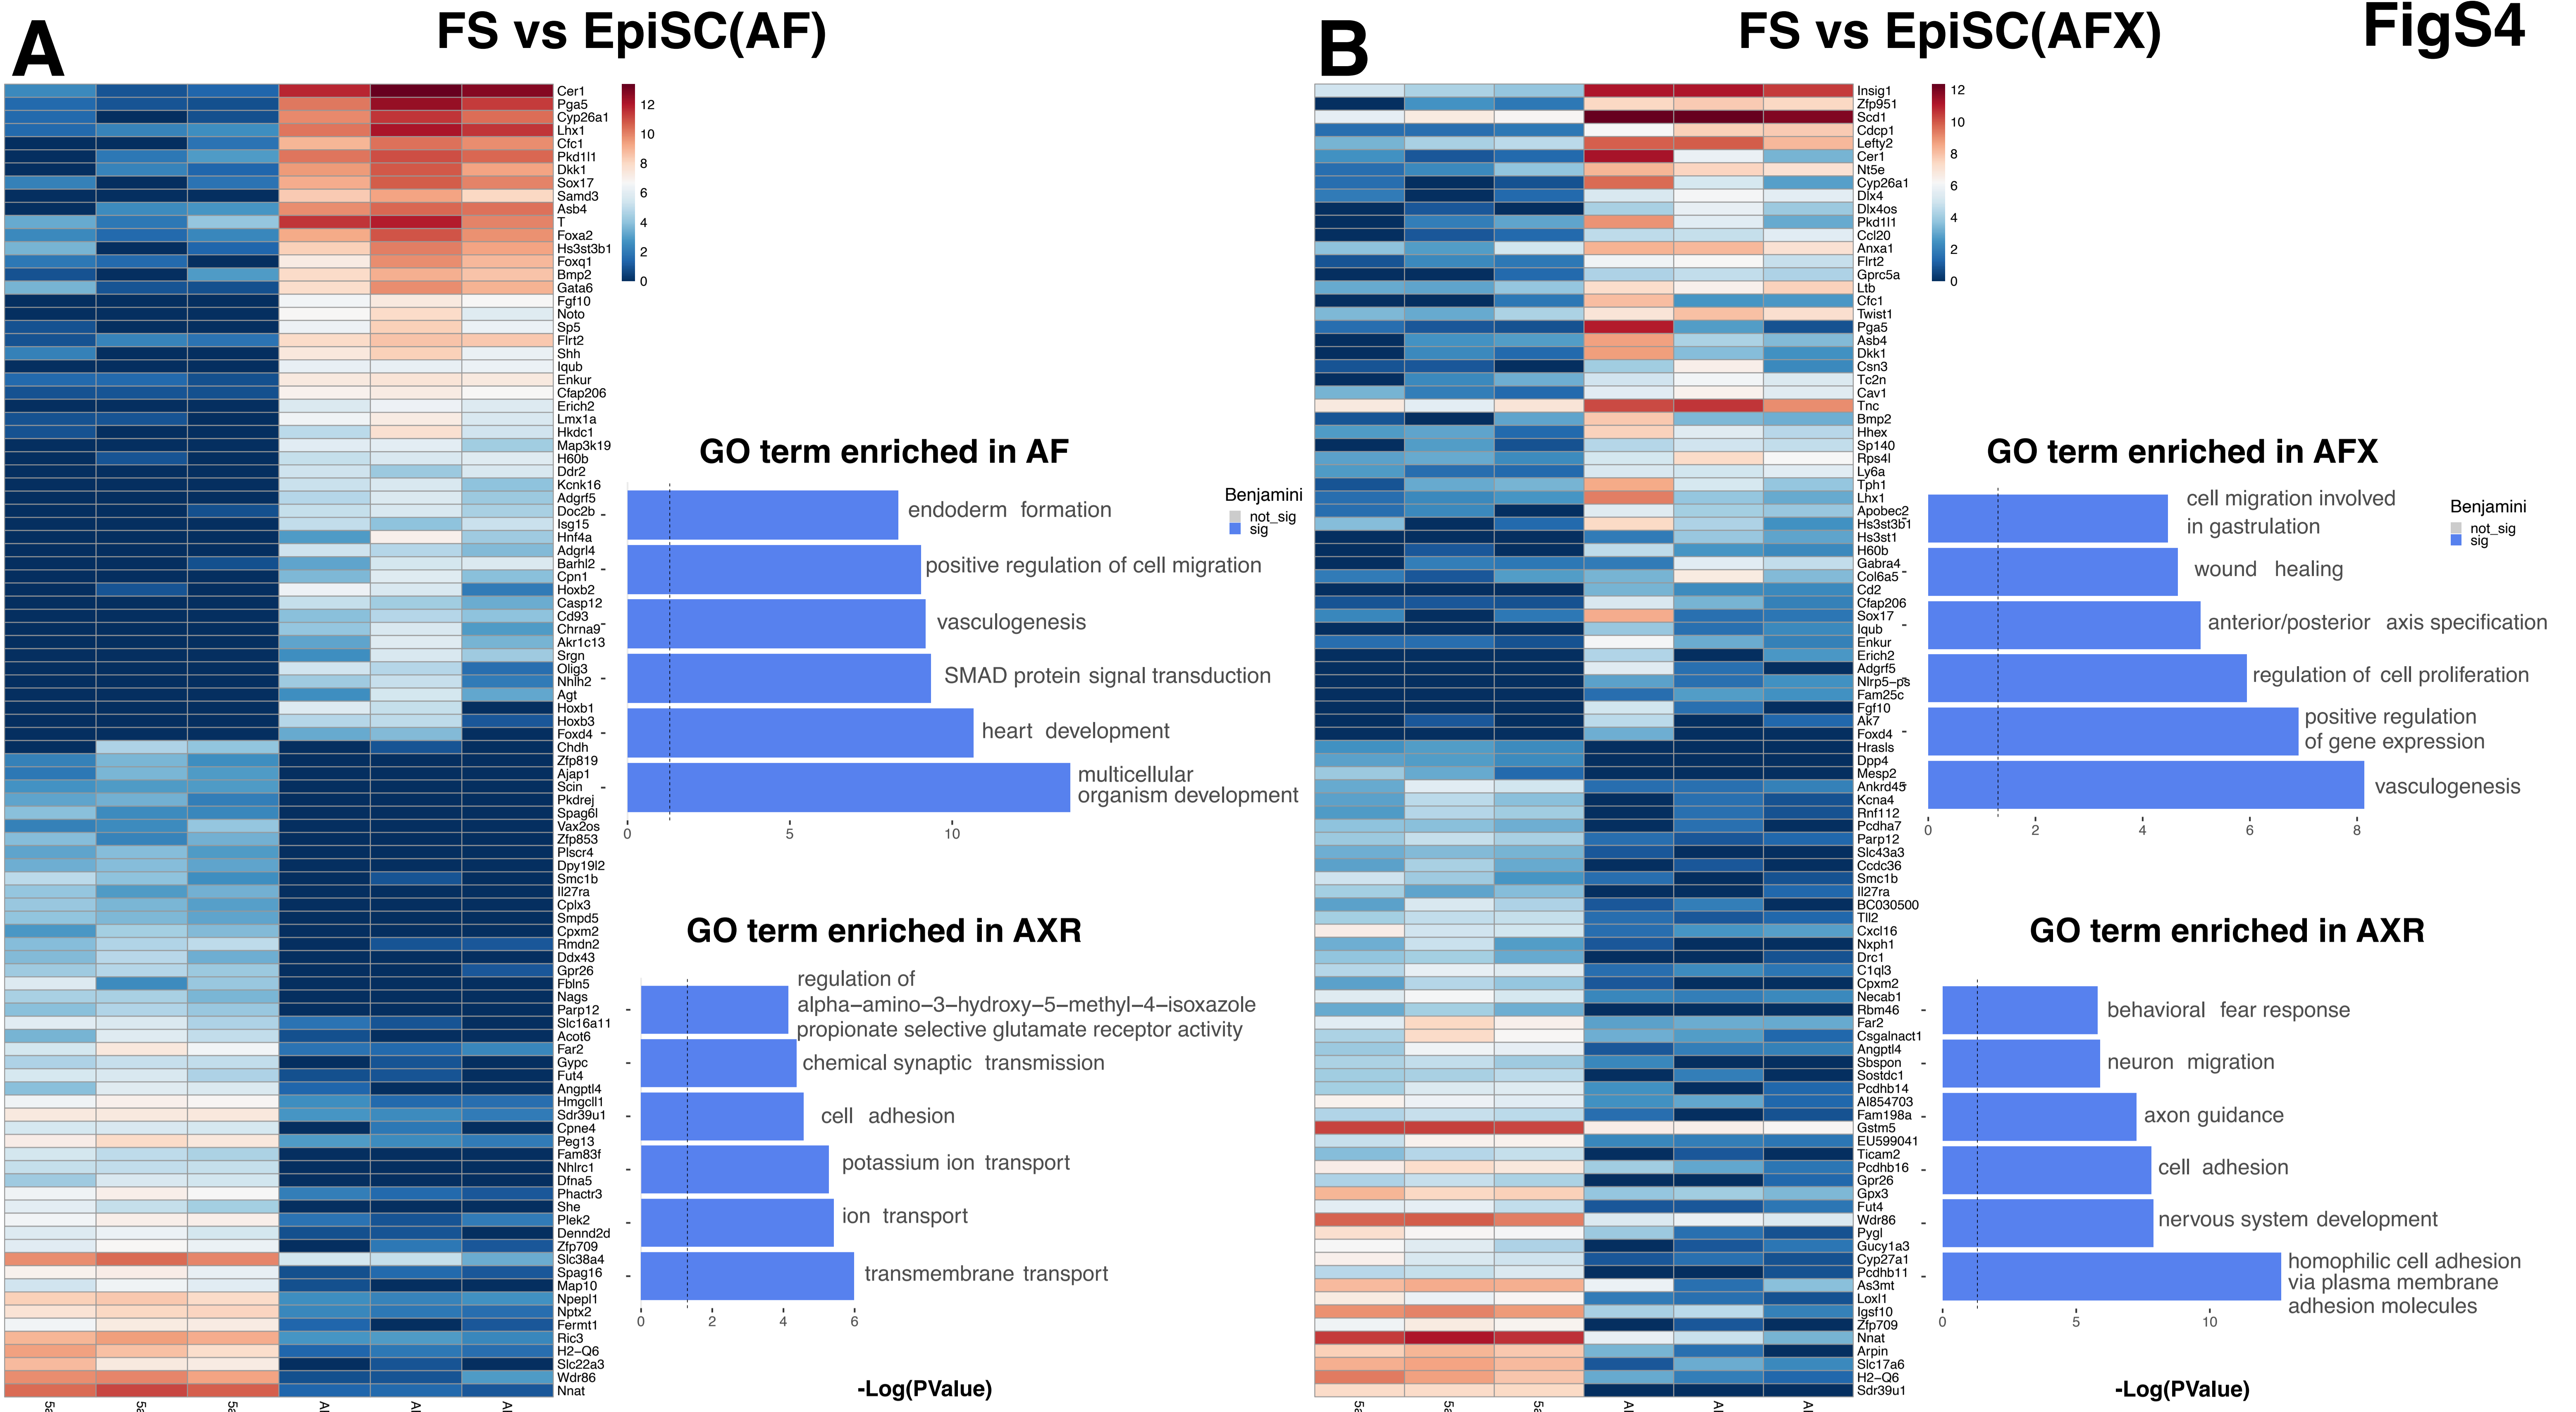 A
FS vs EpiSC(AF)
Cer1
Pga5
Cyp26a1
Lhx1
Cfc1
Pkd1l1
Dkk1
Sox17
Samd3
Asb4
T
Foxa2
Hs3st3b1
Foxq1
Bmp2
Gata6
Fgf10
Noto
Sp5
Flrt2
Shh
Iqub
Enkur
Cfap206
Erich2
Lmx1a
Hkdc1
Map3k19
H60b
Ddr2
Kcnk16
Adgrf5
Doc2b
Isg15
Hnf4a
Adgrl4
Barhl2
Cpn1
Hoxb2
Casp12
Cd93
Chrna9
Akr1c13
Srgn
Olig3
Nhlh2
Agt
Hoxb1
Hoxb3
Foxd4
Chdh
Zfp819
Ajap1
Scin
Pkdrej
Spag6l
Vax2os
Zfp853
Plscr4
Dpy19l2
Smc1b
Il27ra
Cplx3
Smpd5
Cpxm2
Rmdn2
Ddx43
Gpr26
Fbln5
Nags
Parp12
Slc16a11
Acot6
Far2
Gypc
Fut4
Angptl4
Hmgcll1
Sdr39u1
Cpne4
Peg13
Fam83f
Nhlrc1
Dfna5
Phactr3
She
Plek2
Dennd2d
Zfp709
Slc38a4
Spag16
Map10
Npepl1
Nptx2
Fermt1
Ric3
H2−Q6
Slc22a3
Wdr86
Nnat
12
10
8
6
4
2
0
GO term enriched in AF
endoderm formation
positive regulation of cell migration
vasculogenesis
SMAD protein signal transduction
heart development
multicellular
organism development
0 5 10
Benjamini
not_sig
sig
GO term enriched in AXR
regulation of
alpha−amino−3−hydroxy−5−methyl−4−isoxazole
propionate selective glutamate receptor activity
chemical synaptic transmission
cell adhesion
potassium ion transport
ion transport
transmembrane transport
0 2 4 6
-Log(PValue)
B
FS vs EpiSC(AFX)
FigS4
Insig1
Zfp951
Scd1
Cdcp1
Lefty2
Cer1
Nt5e
Cyp26a1
Dlx4
Dlx4os
Pkd1l1
Ccl20
Anxa1
Flrt2
Gprc5a
Ltb
Cfc1
Twist1
Pga5
Asb4
Dkk1
Csn3
Tc2n
Cav1
Tnc
Bmp2
Hhex
Sp140
Rps4l
Ly6a
Tph1
Lhx1
Apobec2
Hs3st3b1
Hs3st1
H60b
Gabra4
Col6a5
Cd2
Cfap206
Sox17
Iqub
Enkur
Erich2
Adgrf5
Nlrp5−ps
Fam25c
Fgf10
Ak7
Foxd4
Hrasls
Dpp4
Mesp2
Ankrd45
Kcna4
Rnf112
Pcdha7
Parp12
Slc43a3
Ccdc36
Smc1b
Il27ra
BC030500
Tll2
Cxcl16
Nxph1
Drc1
C1ql3
Cpxm2
Necab1
Rbm46
Far2
Csgalnact1
Angptl4
Sbspon
Sostdc1
Pcdhb14
AI854703
Fam198a
Gstm5
EU599041
Ticam2
Pcdhb16
Gpr26
Gpx3
Fut4
Wdr86
Pygl
Gucy1a3
Cyp27a1
Pcdhb11
As3mt
Loxl1
Igsf10
Zfp709
Nnat
Arpin
Slc17a6
H2−Q6
Sdr39u1
12
10
8
6
4
2
0
GO term enriched in AFX
cell migration involved
in gastrulation
wound healing
anterior/posterior axis specification
regulation of cell proliferation
positive regulation
of gene expression
vasculogenesis
0 2 4 6 8
Benjamini
not_sig
sig
GO term enriched in AXR
behavioral fear response
neuron migration
axon guidance
cell adhesion
nervous system development
homophilic cell adhesion
via plasma membrane
adhesion molecules
0 5 10
-Log(PValue)